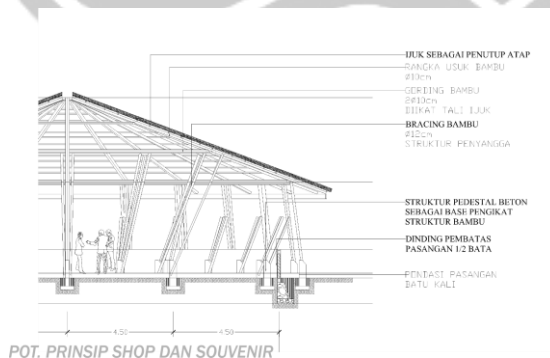 IJUK SEBAGAI PENUTUP ATAP
RANGKA USUK BAMBU
Ø10cm
GERDING BAMBU
2Ø10cm
DIIKAT TALI IJUK
BRACING BAMBU
Ø12cm
STRUKTUR PENYANGGA
STRUKTUR PEDESTAL BETON
SEBAGAI BASE PENGIKAT
STRUKTUR BAMBU
DINDING PEMBATAS
PASANGAN 1/2 BATA
PONDASI PASANGAN
BATU KALI
4.50
4.50
POT. PRINSIP SHOP DAN SOUVENIR